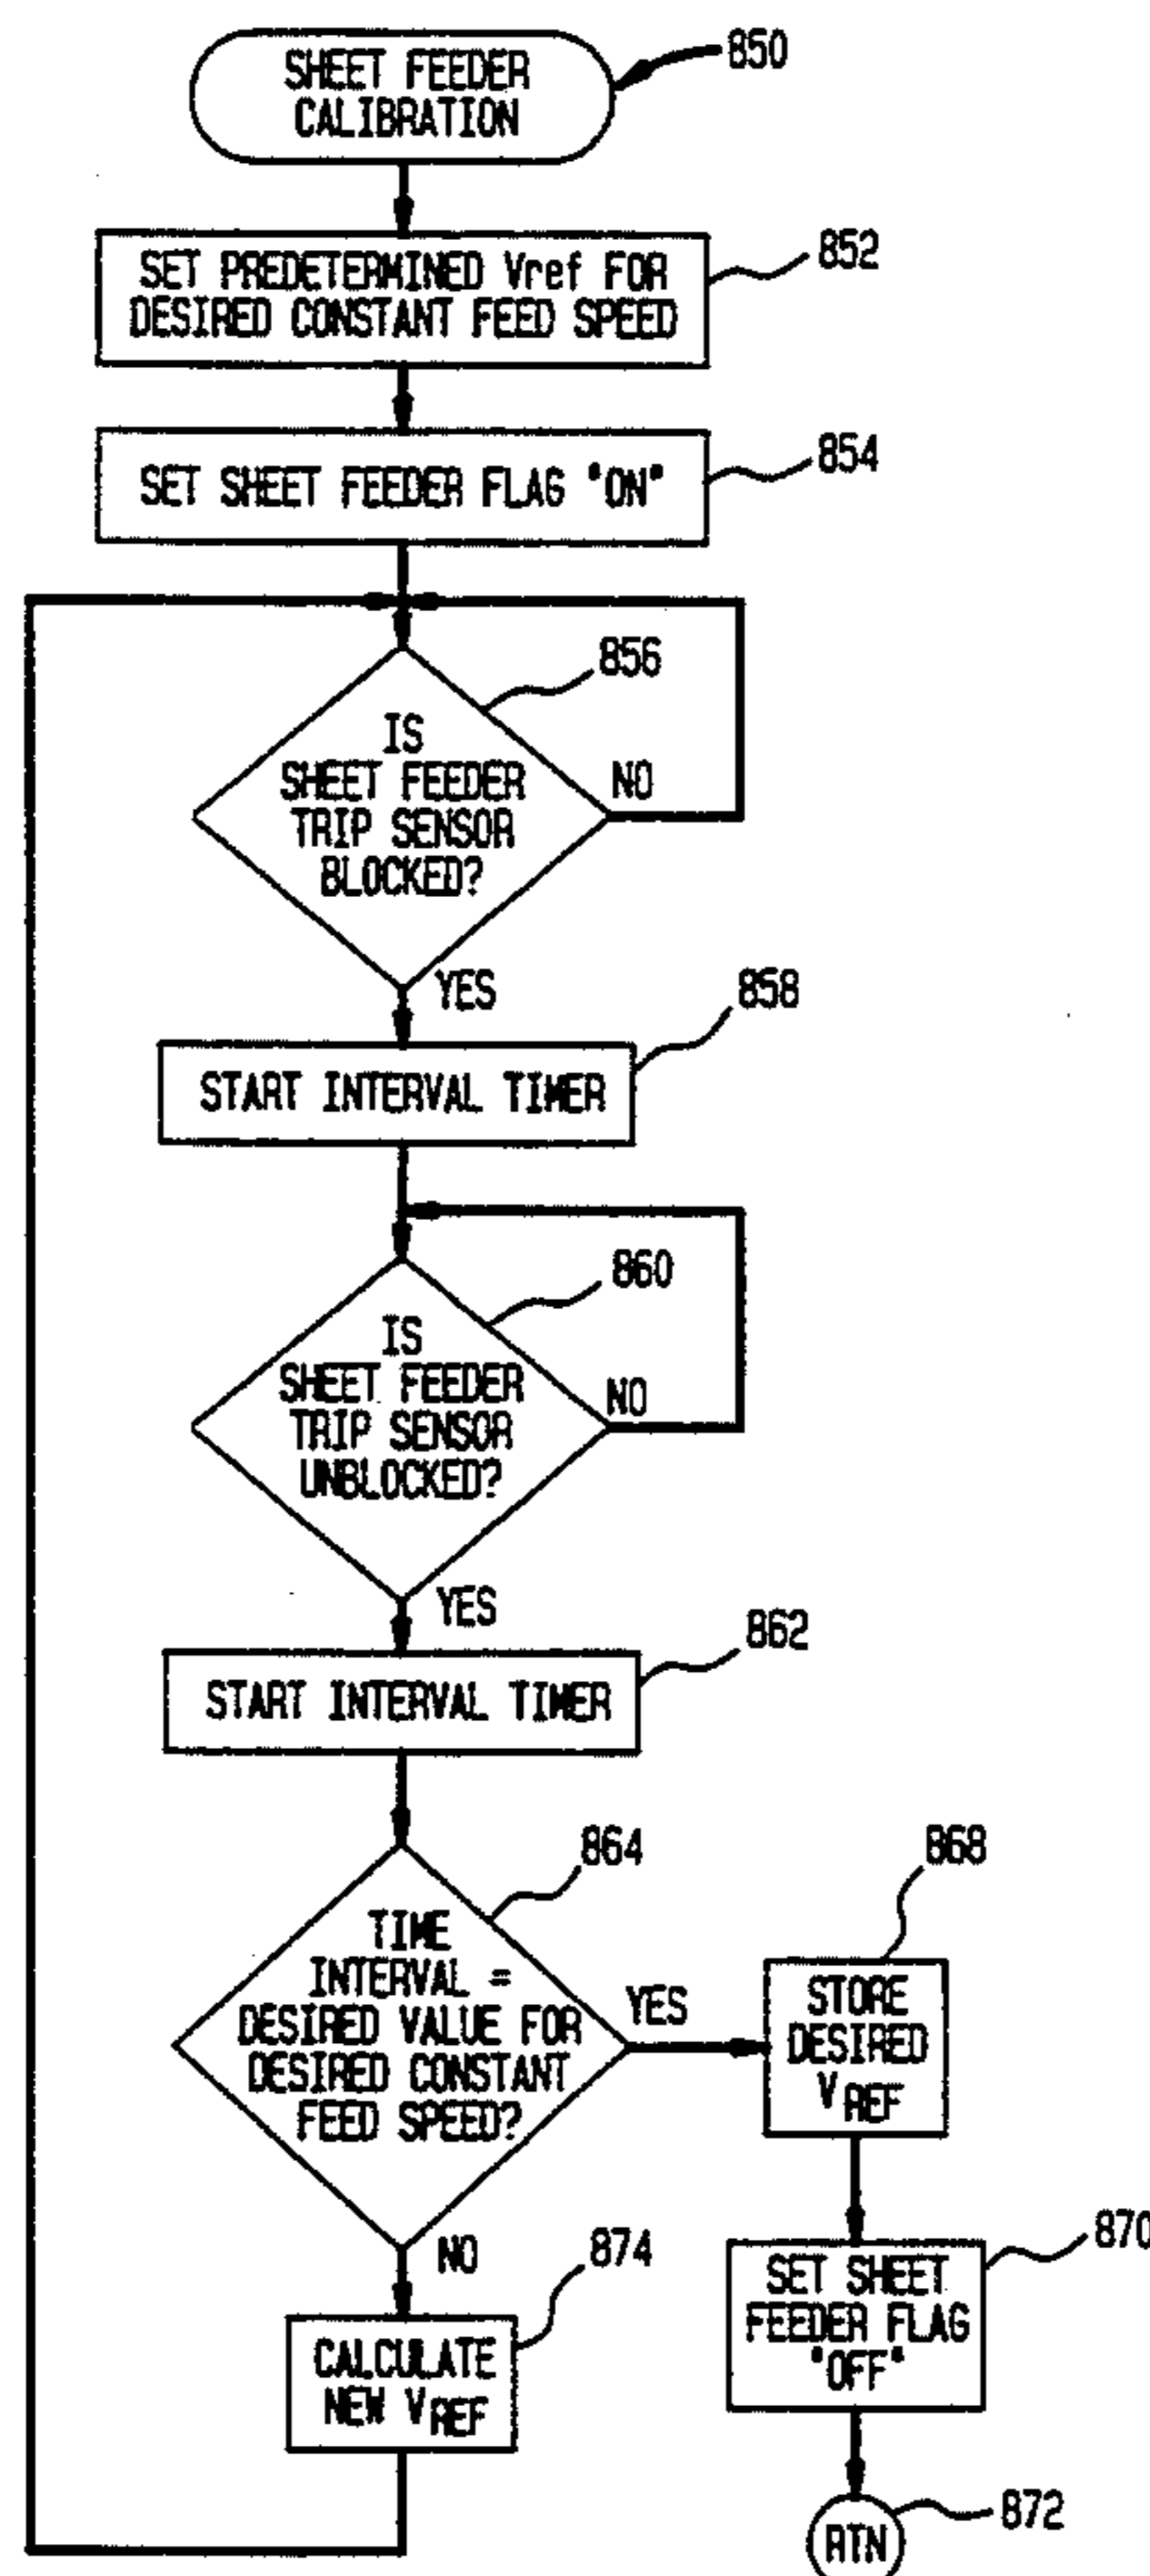 SHEET FEEDER
CALIBRATION
850
SET PREDETERMINED Vref FOR
DESIRED CONSTANT FEED SPEED
852
SET SHEET FEEDER FLAG "ON"
854
856
IS
SHEET FEEDER
TRIP SENSOR
BLOCKED?
NO
YES
858
START INTERVAL TIMER
860
IS
SHEET FEEDER
TRIP SENSOR
UNBLOCKED?
NO
YES
862
START INTERVAL TIMER
864
TIME
INTERVAL =
DESIRED VALUE FOR
DESIRED CONSTANT
FEED SPEED?
YES
NO
868
STORE
DESIRED
VREF
870
SET SHEET
FEEDER FLAG
"OFF"
874
CALCULATE
NEW VREF
872
RTN